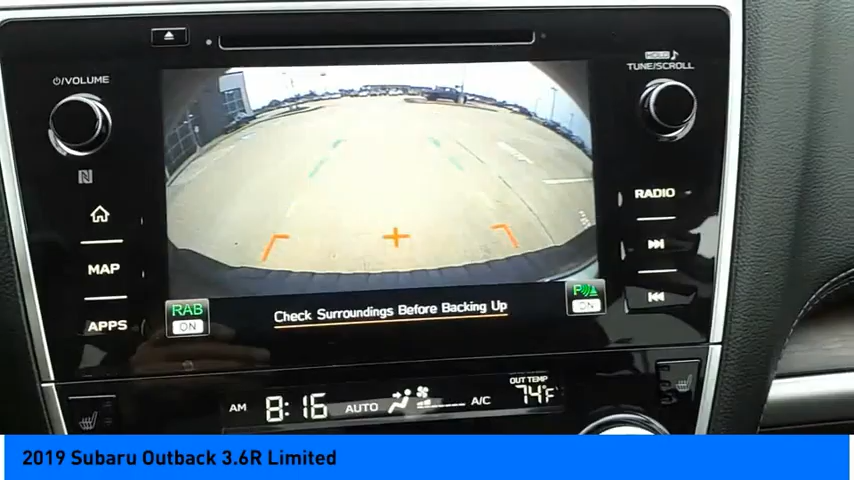 VOLUME
HOLD
TUNE/SCROLL
RADIO
MAP
APPS
RAB
ON
Check Surroundings Before Backing Up
P
ON
AM 8:16 AUTO A/C
OUT TEMP
74°F
2019 Subaru Outback 3.6R Limited